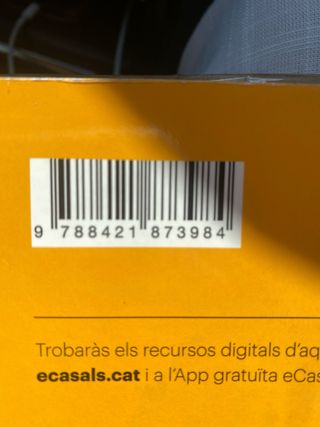 9 788421 873984
Trobaràs els recursos digitals d'aq
ecasals.cat i a l'App gratuïta eCas